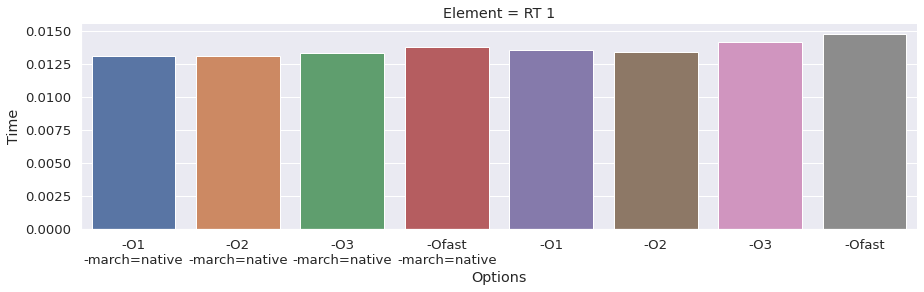 Element = RT 1
0.0150
0.0125
0.0100
0.0075
0.0050
0.0025
0.0000
Time
-O1 -O2 -O3 -Ofast -O1 -O2 -O3 -Ofast
-march=native -march=native -march=native -march=native
Options